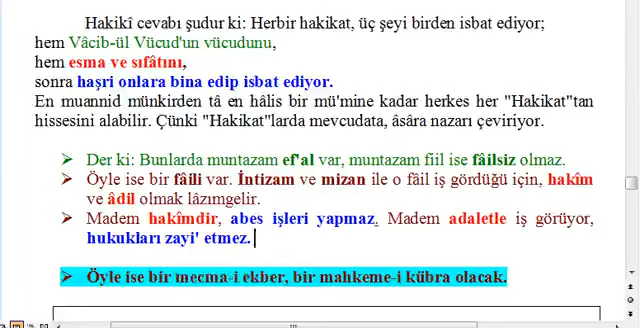 Hakikî cevabı şudur ki: Herbir hakikat, üç şeyi birden isbat ediyor;
hem Vâcib-ül Vücud'un vücudunu,
hem esma ve sıfâtını,
sonra haşri onlara bina edip isbat ediyor.
En muannid münkirden tâ en hâlis bir mü'mine kadar herkes her "Hakikat"tan
hissesini alabilir. Çünki "Hakikat"larda mevcudata, âsâra nazarı çeviriyor.
➢ Der ki: Bunlarda muntazam ef'al var, muntazam fiil ise fâilsiz olmaz.
➢ Öyle ise bir fâili var. İntizam ve mizan ile o fâil iş gördüğü için, hakîm
ve âdil olmak lâzımgelir.
➢ Madem hakîmdir, abes işleri yapmaz. Madem adaletle iş görüyor,
hukukları zayi' etmez.
➢ Öyle ise bir mecma-i ekber, bir mahkeme-i kübra olacak.